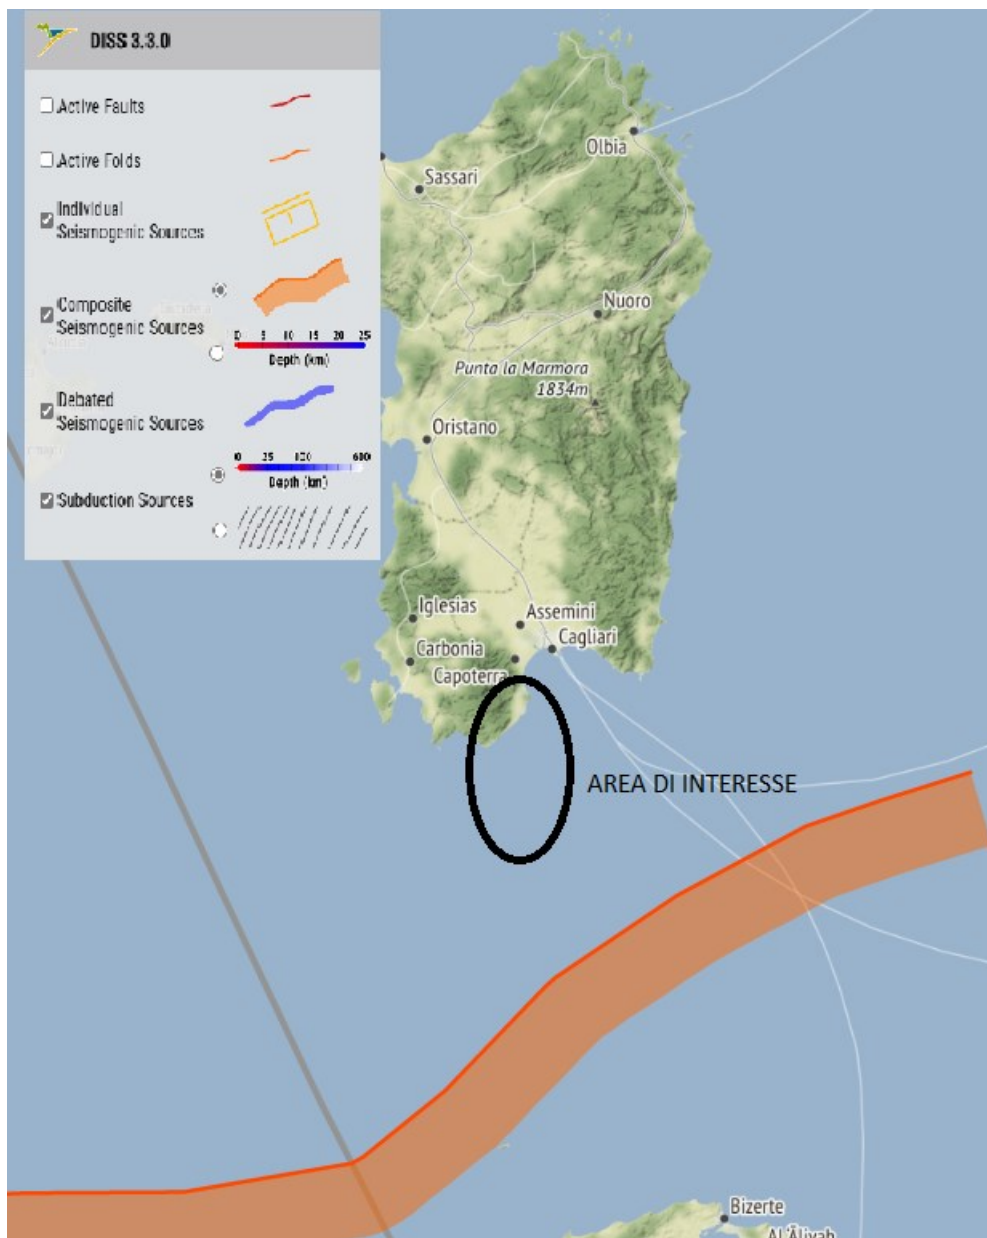 DISS 3.3.0
Active Faults
Active Folds
Individual
Seismogenic Sources
Composite
Seismogenic Sources
0 5 10 15 20 25
Depth (km)
Debated
Seismogenic Sources
Depth (km)
Subduction Sources
Olbia
Sassari
Nuoro
Punta la Marmora
1834m
Oristano
Iglesias
Assemini
Cagliari
Carbonia
Capoterra
AREA DI INTERESSE
Bizerte